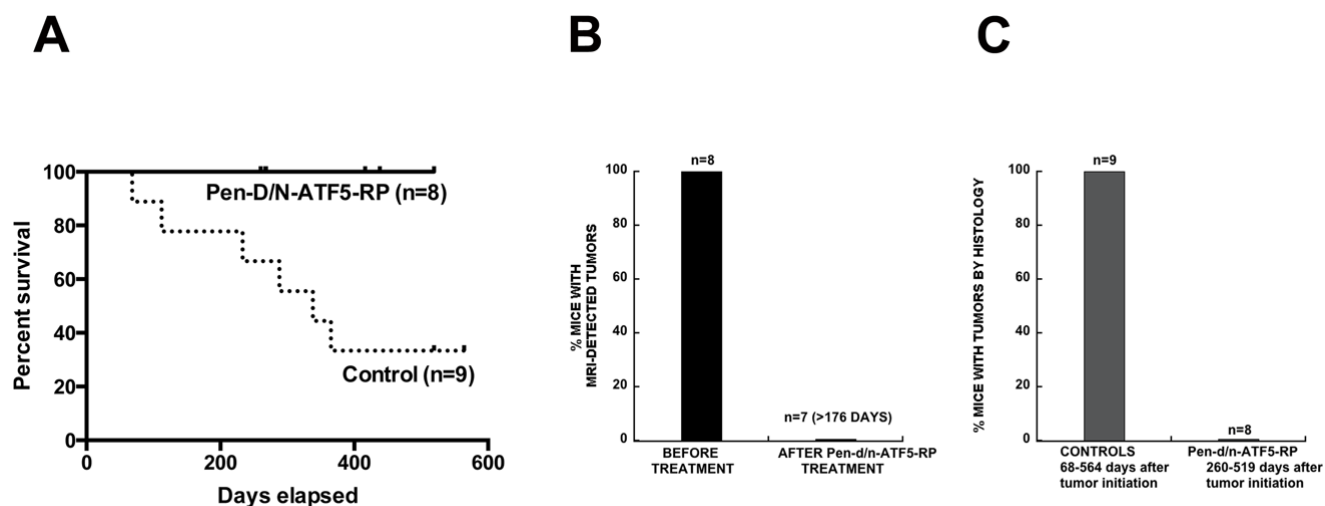 A
Percent survival
100
80
60
40
20
0
Pen-D/N-ATF5-RP (n=8)
Control (n=9)
0 200 400 600
Days elapsed
B
% MICE WITH
MRI-DETECTED TUMORS
100
80
60
40
20
0
n=8
n=7 (>176 DAYS)
BEFORE
TREATMENT
AFTER Pen-d/n-ATF5-RP
TREATMENT
C
% MICE WITH TUMORS BY HISTOLOGY
100
80
60
40
20
0
n=9
n=8
CONTROLS
68-564 days after
tumor initiation
Pen-d/n-ATF5-RP
260-519 days after
tumor initiation